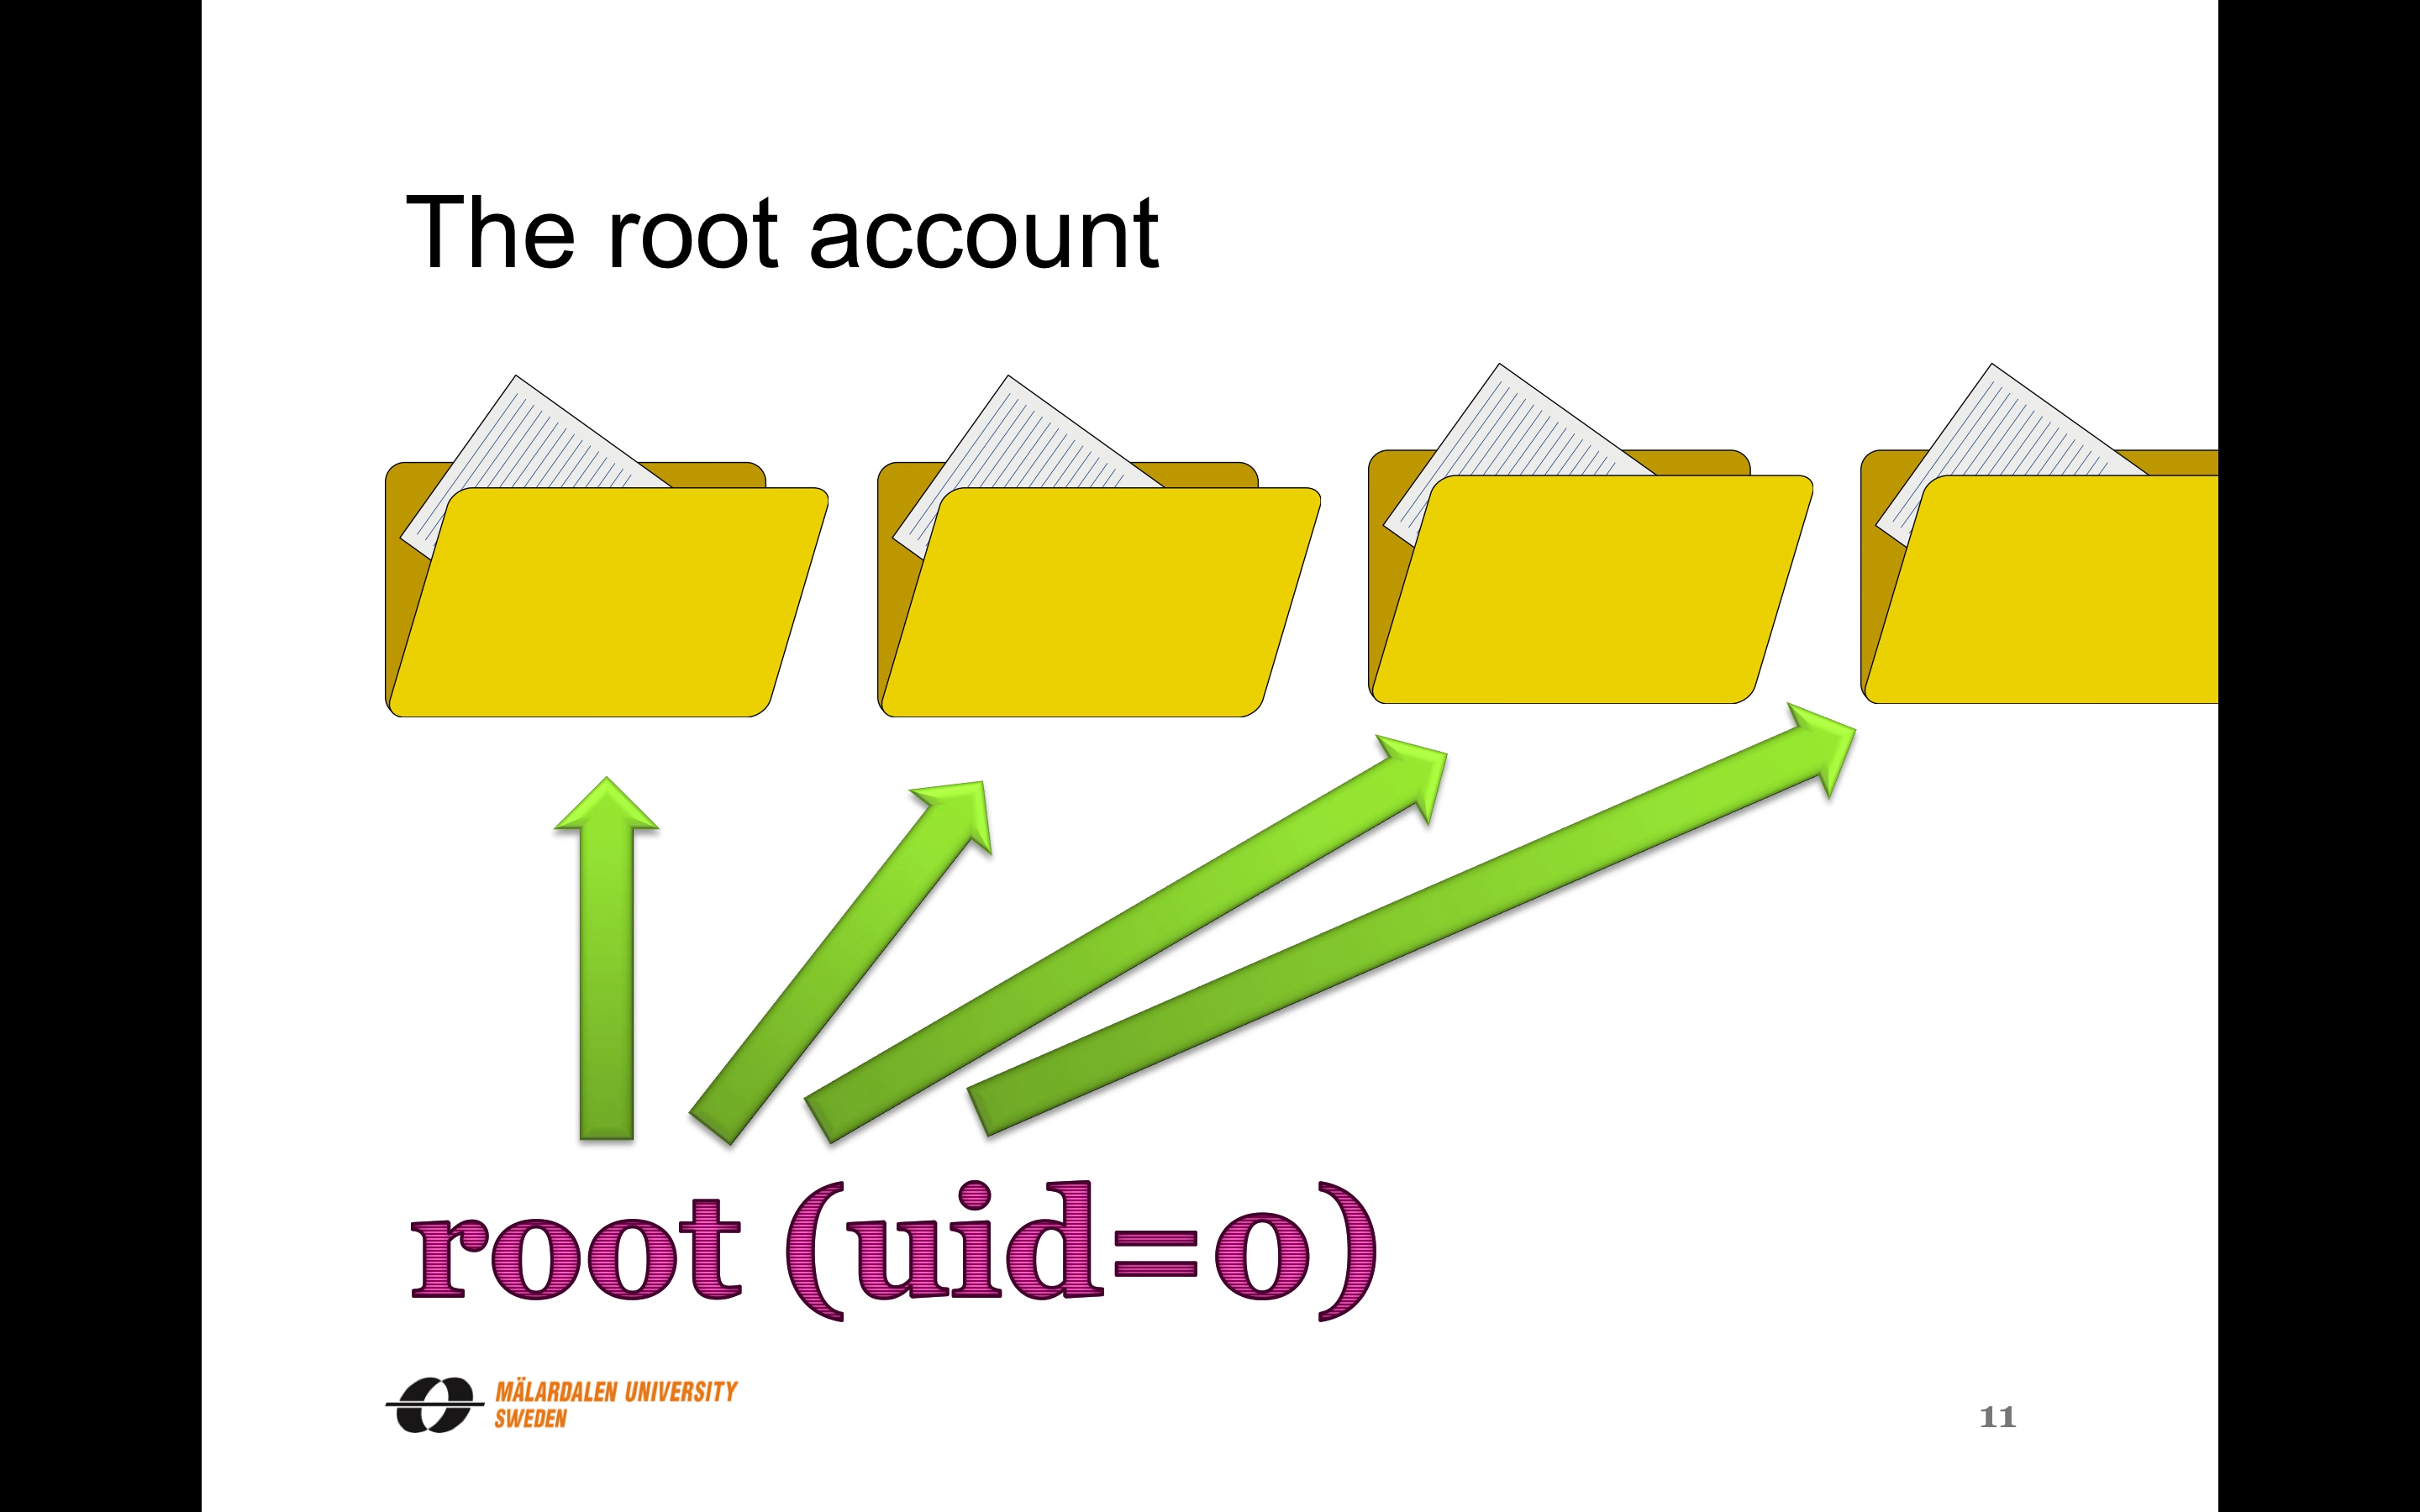 The root account
root (uid=0)
MÄLARDALEN UNIVERSITY
SWEDEN
11